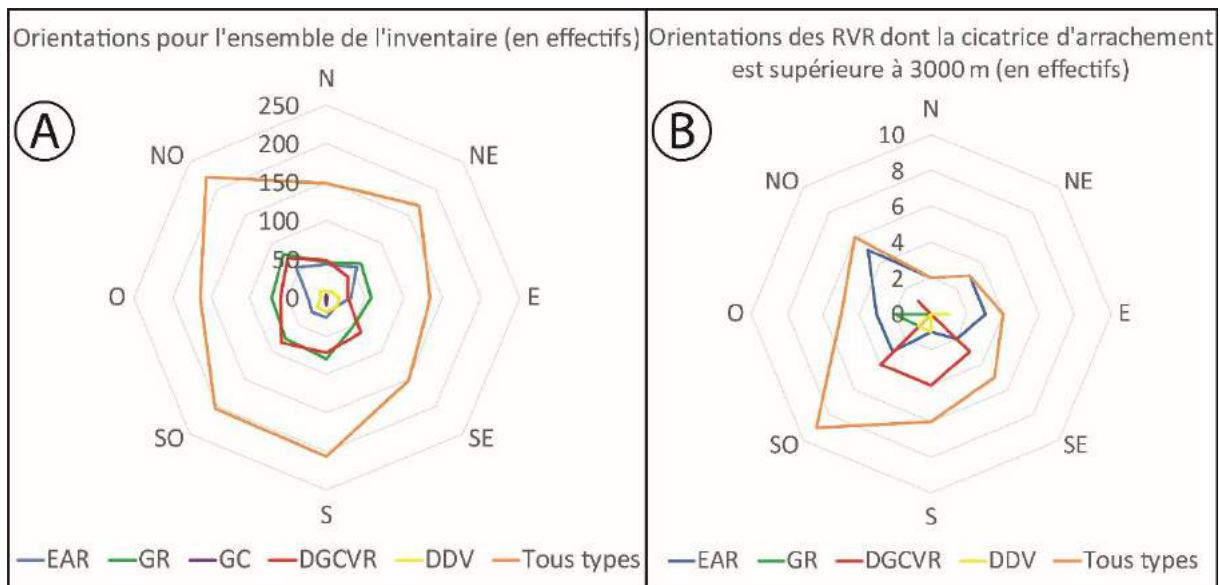 Orientations pour l'ensemble de l'inventaire (en effectifs)
A
N
NE
E
SE
S
SO
O
NO
250
200
150
100
50
0
EAR GR GC DGCVR DDV Tous types
Orientations des RVR dont la cicatrice d'arrachement
est supérieure à 3000 m (en effectifs)
B
N
NE
E
SE
S
SO
O
NO
10
8
6
4
2
0
EAR GR DGCVR DDV Tous types